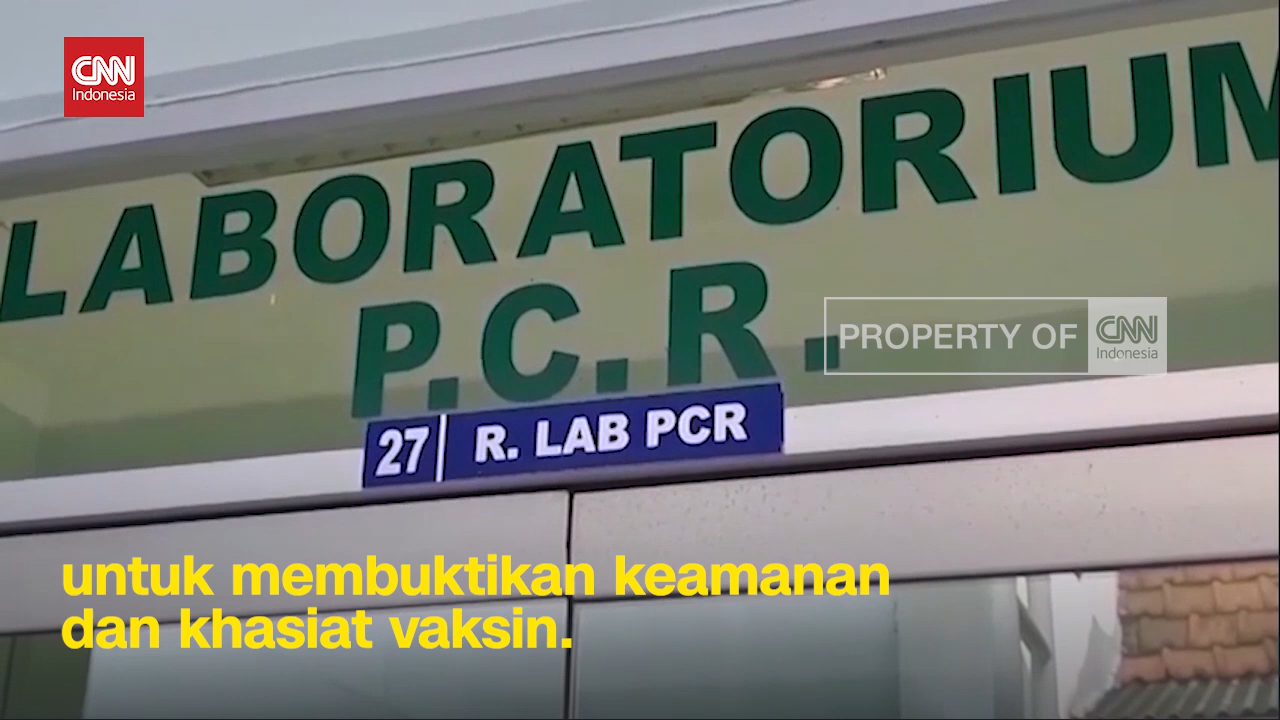 CNN
Indonesia
LABORATORIUM
P.C.R.
PROPERTY OF CNN
Indonesia
27 R. LAB PCR
untuk membuktikan keamanan
dan khasiat vaksin.